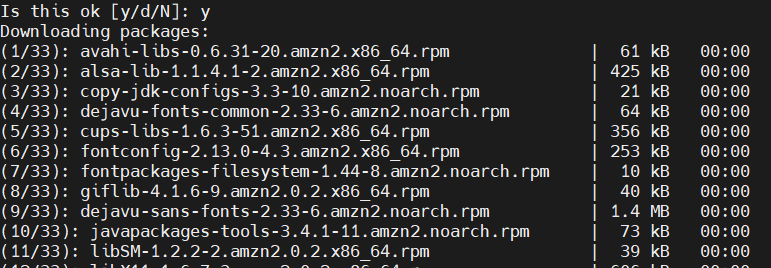 Is this ok [y/d/N]: y
Downloading packages:
(1/33): avahi-libs-0.6.31-20.amzn2.x86_64.rpm | 61 kB 00:00
(2/33): alsa-lib-1.1.4.1-2.amzn2.x86_64.rpm | 425 kB 00:00
(3/33): copy-jdk-configs-3.3-10.amzn2.noarch.rpm | 21 kB 00:00
(4/33): dejavu-fonts-common-2.33-6.amzn2.noarch.rpm | 64 kB 00:00
(5/33): cups-libs-1.6.3-51.amzn2.x86_64.rpm | 356 kB 00:00
(6/33): fontconfig-2.13.0-4.3.amzn2.x86_64.rpm | 253 kB 00:00
(7/33): fontpackages-filesystem-1.44-8.amzn2.noarch.rpm | 10 kB 00:00
(8/33): giflib-4.1.6-9.amzn2.0.2.x86_64.rpm | 40 kB 00:00
(9/33): dejavu-sans-fonts-2.33-6.amzn2.noarch.rpm | 1.4 MB 00:00
(10/33): javapackages-tools-3.4.1-11.amzn2.noarch.rpm | 73 kB 00:00
(11/33): libSM-1.2.2-2.amzn2.0.2.x86_64.rpm | 39 kB 00:00